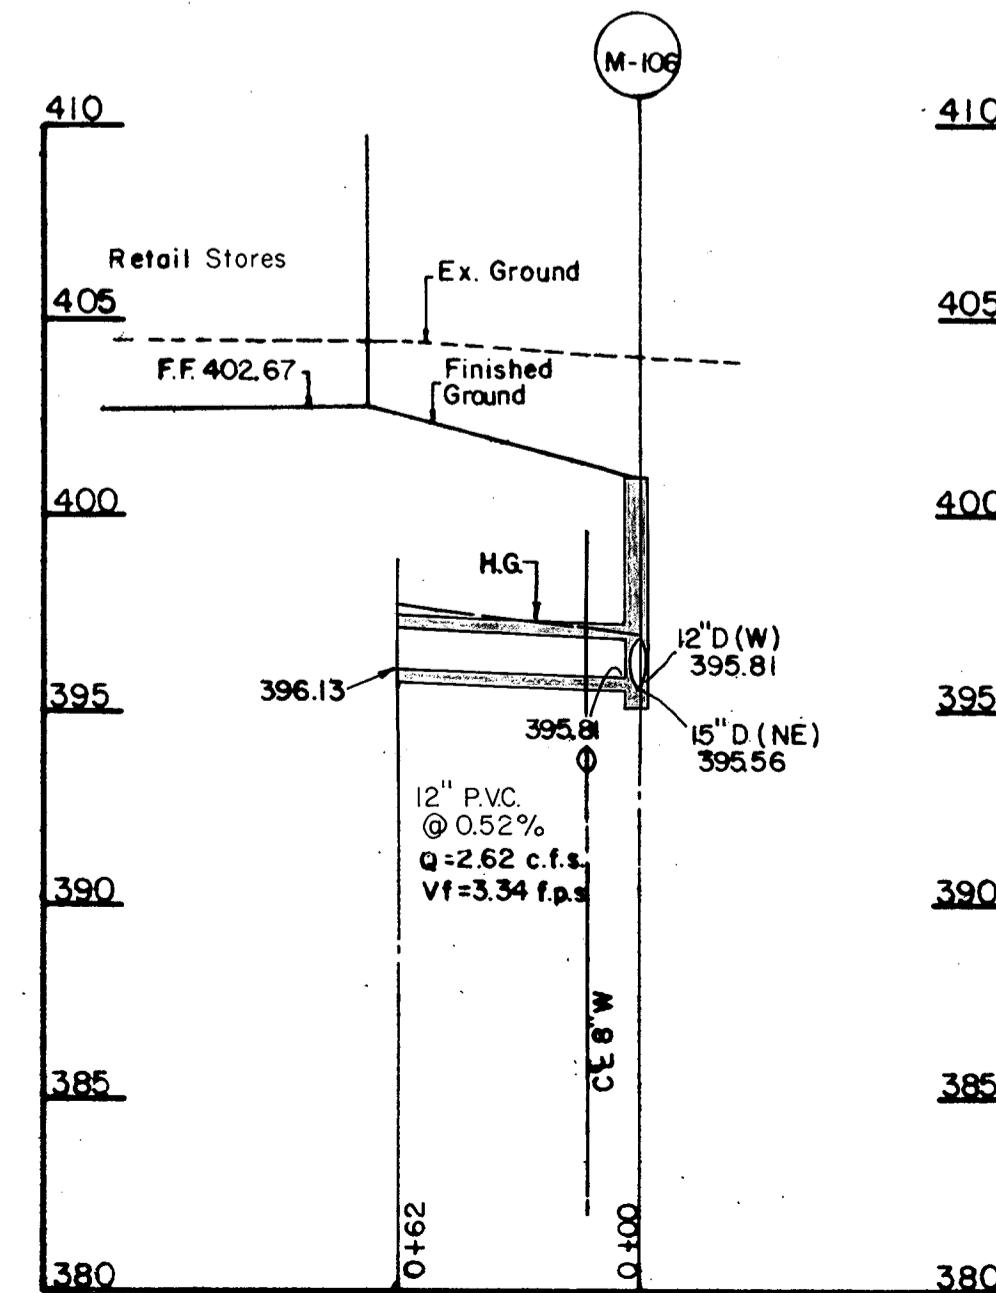 M-106
410
410
Retail Stores
Ex. Ground
405
405
F.F. 402.67
Finished
Ground
400
400
H.G.
12"D (W)
395.81
396.13
395
395
395.81
15" D. (NE)
395.56
12" P.V.C.
@ 0.52%
Q=2.62 c.f.s.
Vf=3.34 f.p.s
390
390
℄ 8"W
385
385
0+62
0+00
380
380